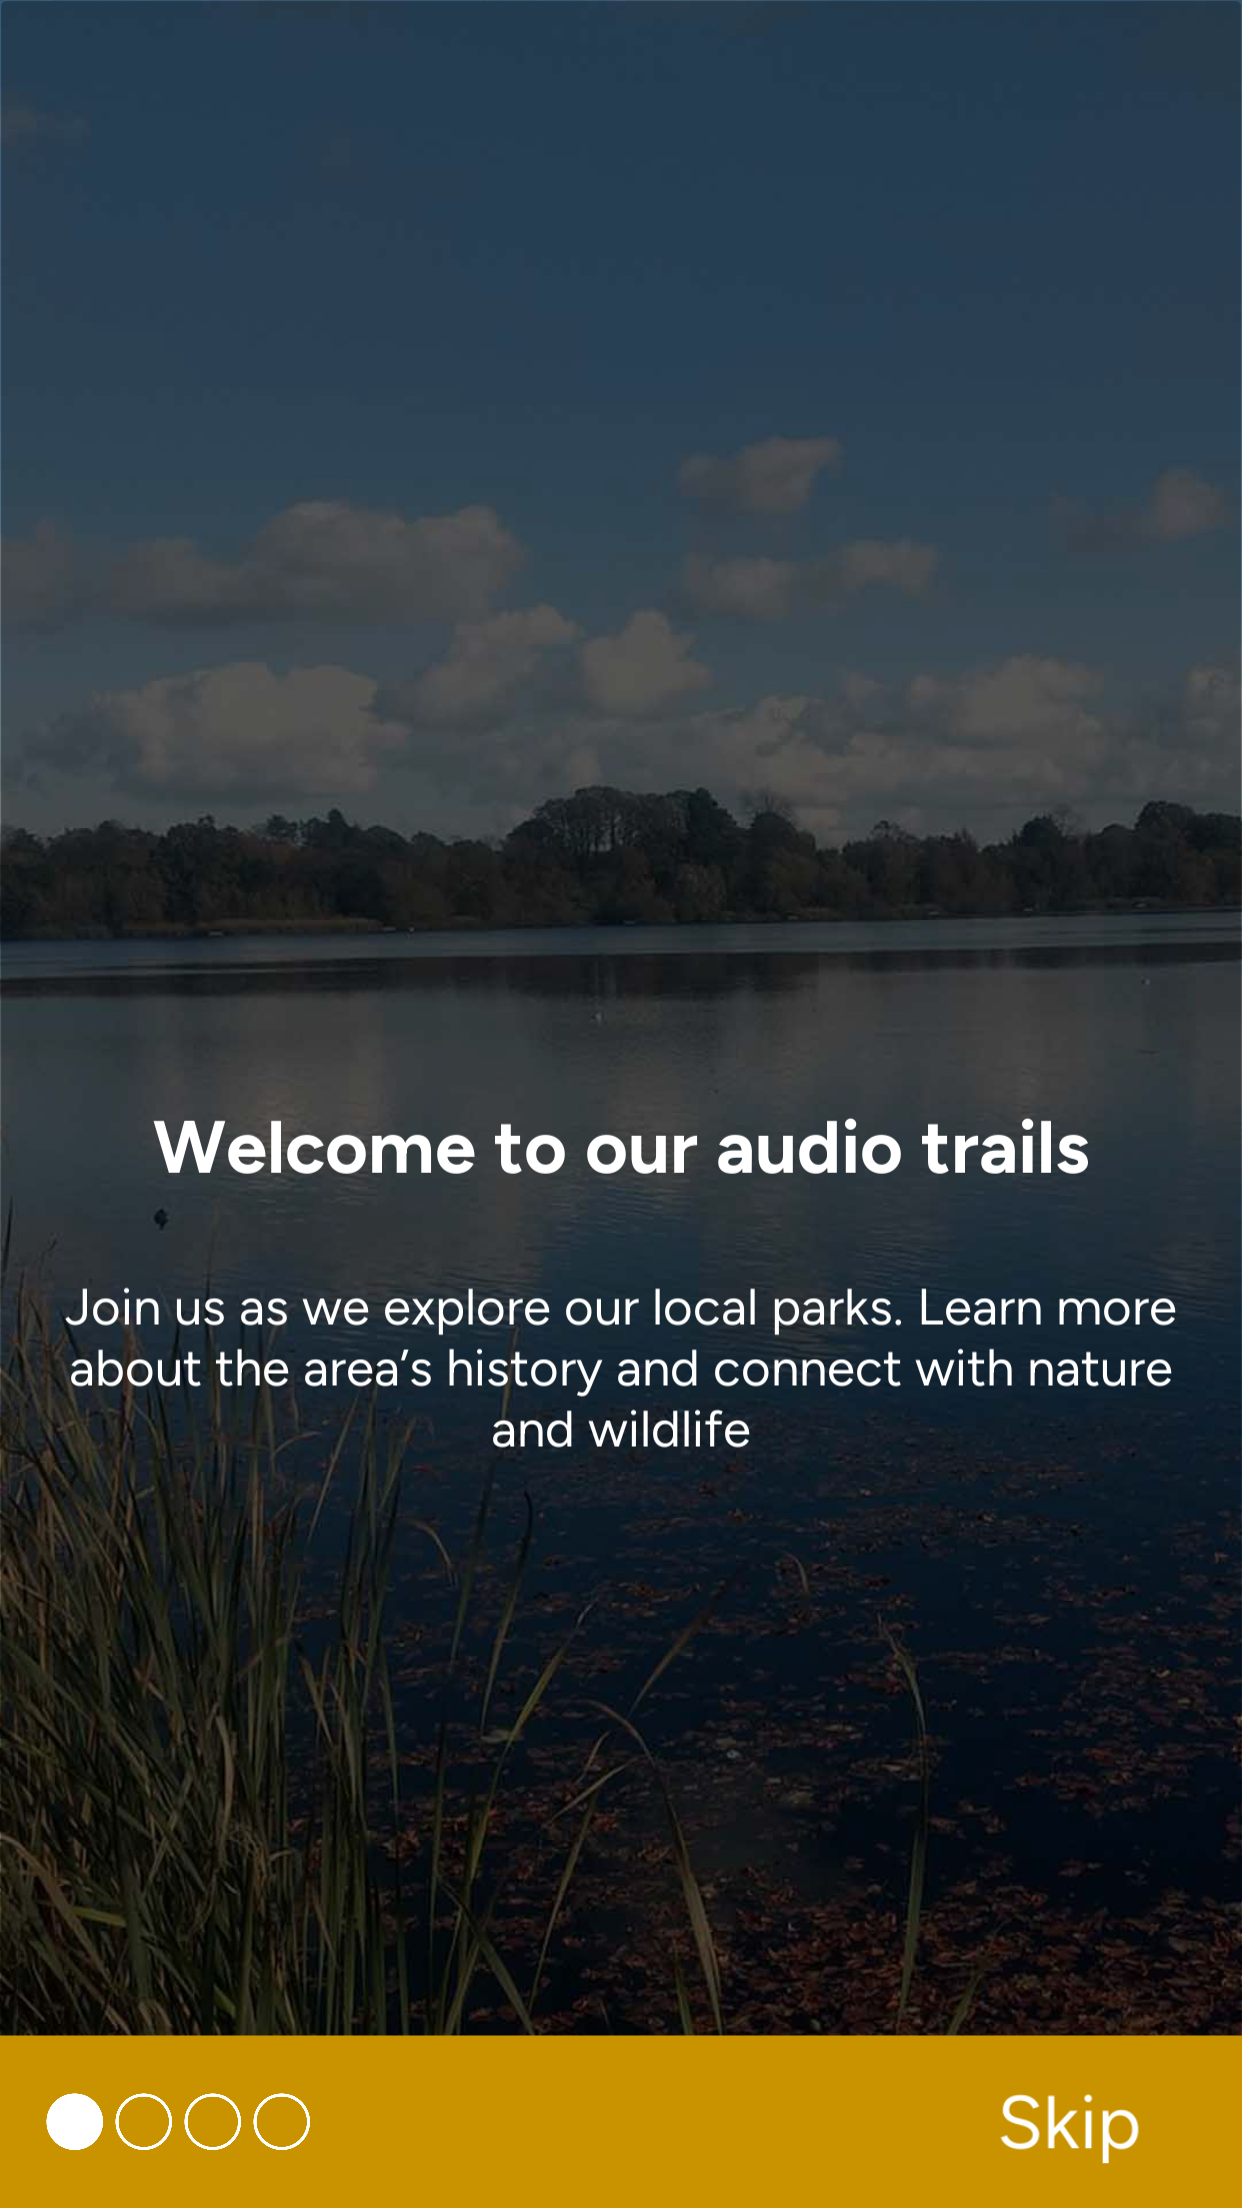 Welcome to our audio trails
Join us as we explore our local parks. Learn more
about the area’s history and connect with nature
and wildlife
Skip